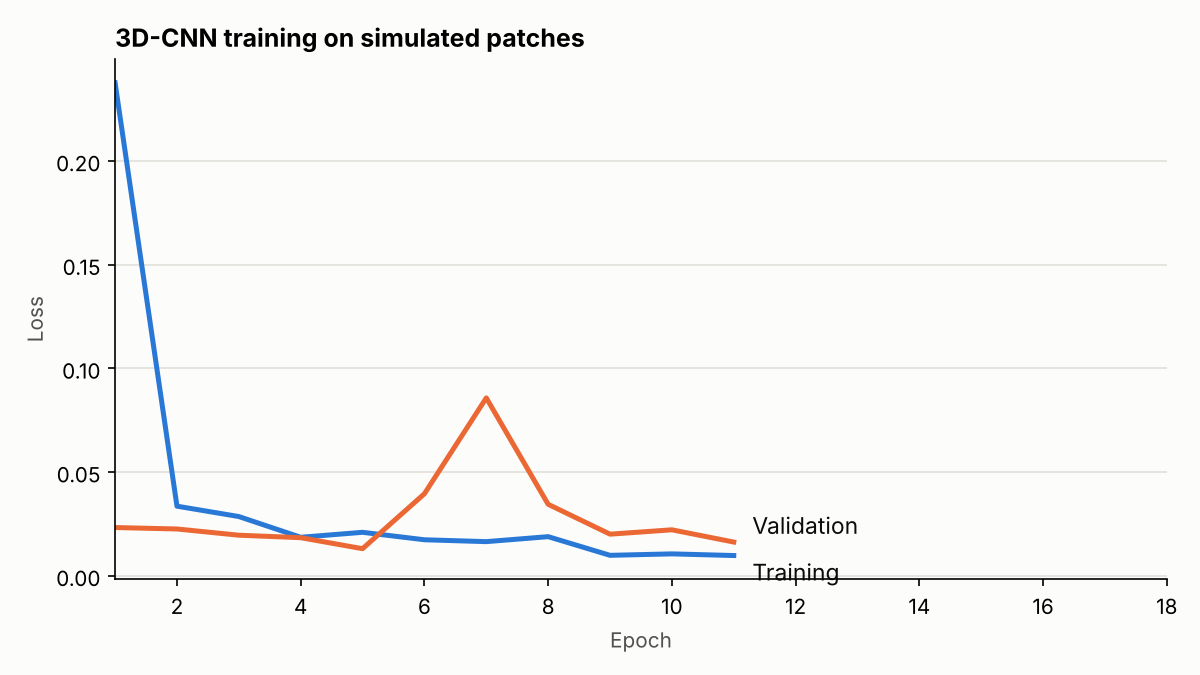 3D-CNN training on simulated patches
0.20
0.15
0.10
0.05
0.00
Loss
Validation
Training
2 4 6 8 10 12 14 16 18
Epoch